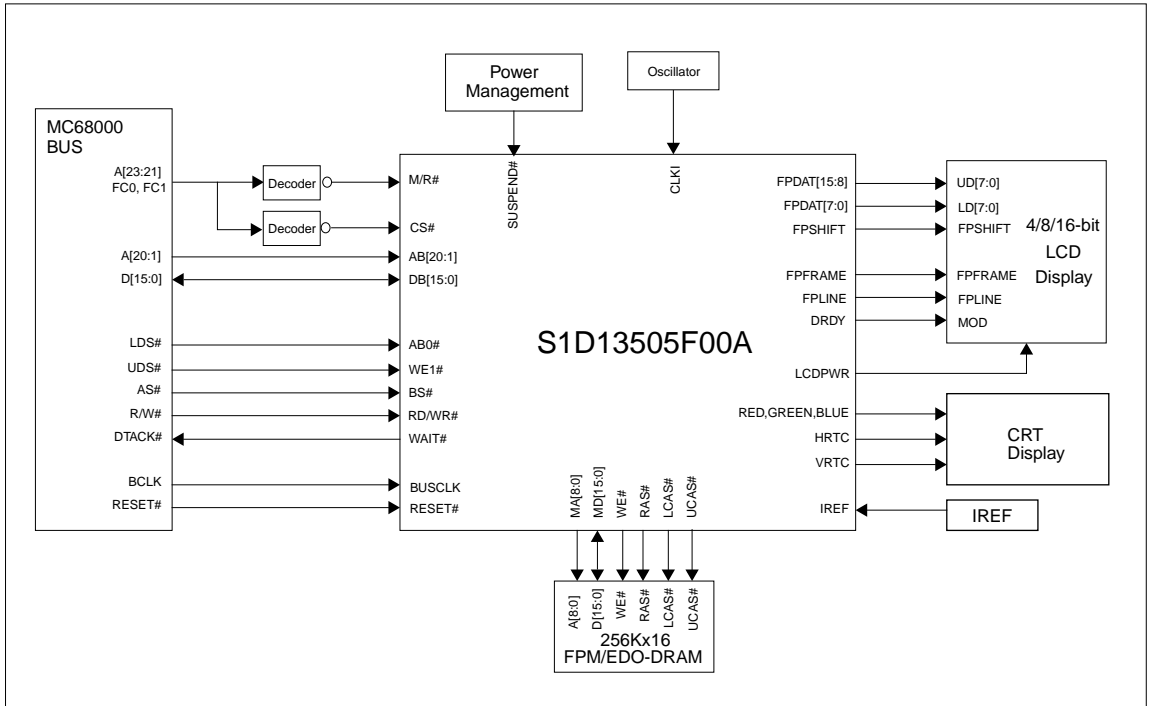 Power
Management
Oscillator
MC68000
BUS
A[23:21]
FC0, FC1
Decoder
M/R#
SUSPEND#
CLKI
Decoder
CS#
A[20:1]
AB[20:1]
D[15:0]
DB[15:0]
LDS#
AB0#
UDS#
WE1#
AS#
BS#
R/W#
RD/WR#
DTACK#
WAIT#
BCLK
BUSCLK
RESET#
RESET#
S1D13505F00A
FPDAT[15:8]
UD[7:0]
FPDAT[7:0]
LD[7:0]
FPSHIFT
FPSHIFT
4/8/16-bit
LCD
Display
FPFRAME
FPFRAME
FPLINE
FPLINE
DRDY
MOD
LCDPWR
RED,GREEN,BLUE
HRTC
VRTC
CRT
Display
IREF
IREF
MA[8:0]
MD[15:0]
WE#
RAS#
LCAS#
UCAS#
A[8:0]
D[15:0]
WE#
RAS#
LCAS#
UCAS#
256Kx16
FPM/EDO-DRAM